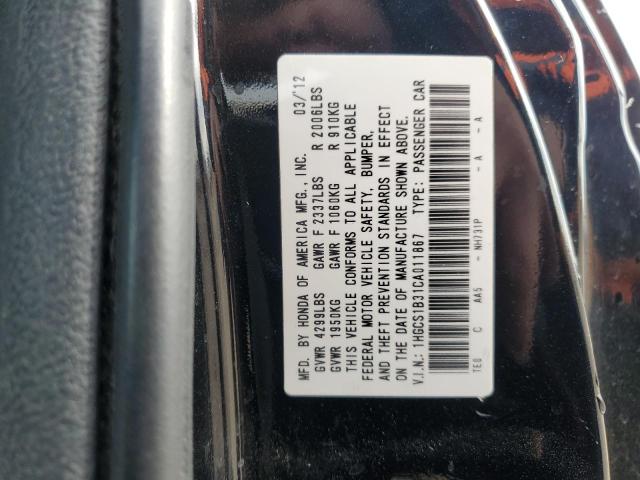 MFD. BY HONDA OF AMERICA MFG., INC. 03/'12
GVWR 4299LBS GAWR F 2337LBS R 2006LBS
GVWR 1950KG GAWR F 1060KG R 910KG
THIS VEHICLE CONFORMS TO ALL APPLICABLE
FEDERAL MOTOR VEHICLE SAFETY, BUMPER,
AND THEFT PREVENTION STANDARDS IN EFFECT
ON THE DATE OF MANUFACTURE SHOWN ABOVE.
V.I.N.: 1HGCS1B31CA011867 TYPE: PASSENGER CAR
TE0 C AA5 - NH731P - A - A